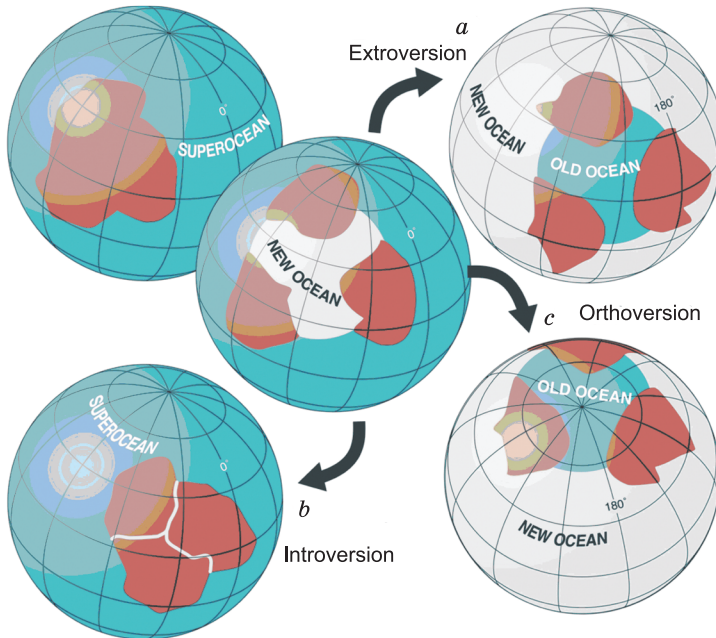 0°
SUPEROCEAN
a
Extroversion
NEW OCEAN
180°
OLD OCEAN
NEW OCEAN
0°
c
Orthoversion
OLD OCEAN
180°
NEW OCEAN
SUPEROCEAN
0°
b
Introversion